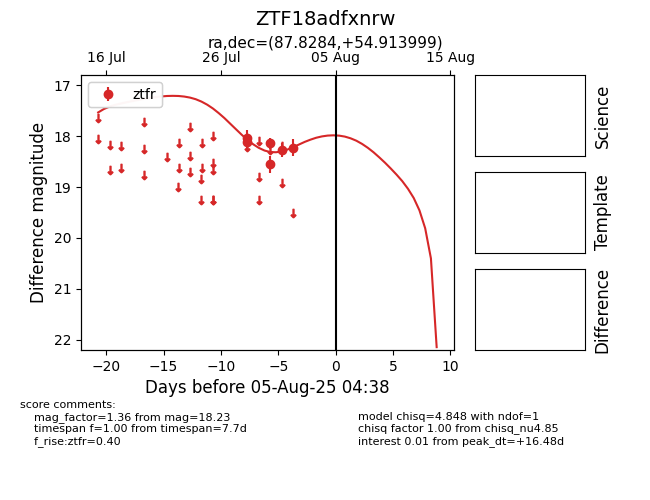 ZTF18adfxnrw
ra,dec=(87.8284,+54.913999)
16 Jul 26 Jul 05 Aug 15 Aug
ztfr
17
18
19
20
21
22
Difference magnitude
−20 −15 −10 −5 0 5 10
Days before 05-Aug-25 04:38
Science
Template
Difference
score comments:
mag_factor=1.36 from mag=18.23
timespan f=1.00 from timespan=7.7d
f_rise:ztfr=0.40
model chisq=4.848 with ndof=1
chisq factor 1.00 from chisq_nu4.85
interest 0.01 from peak_dt=+16.48d